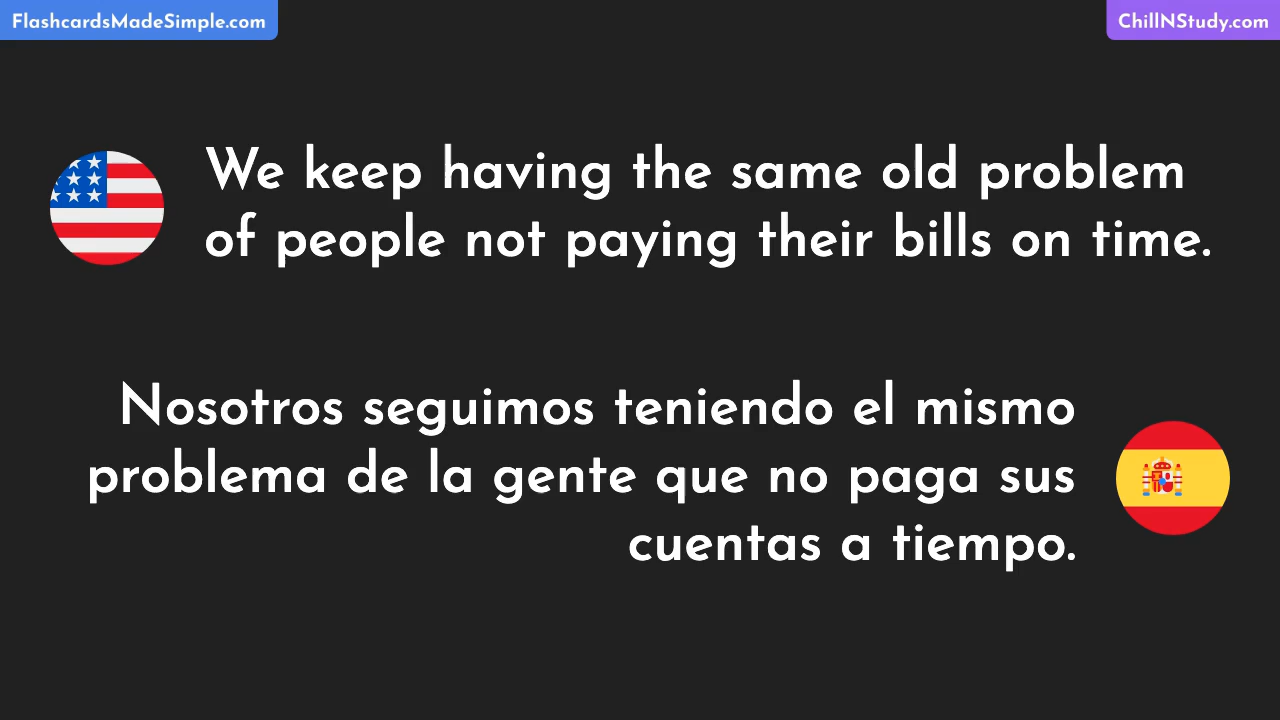 FlashcardsMadeSimple.com
ChillNStudy.com
We keep having the same old problem
of people not paying their bills on time.
Nosotros seguimos teniendo el mismo
problema de la gente que no paga sus
cuentas a tiempo.